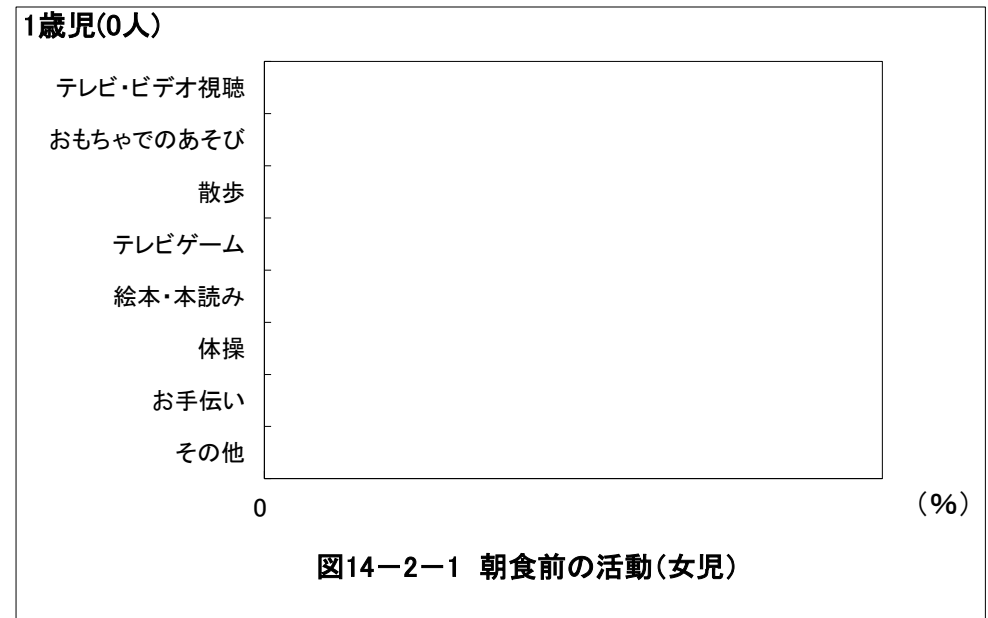 1歳児(0人)
テレビ・ビデオ視聴
おもちゃでのあそび
散歩
テレビゲーム
絵本・本読み
体操
お手伝い
その他
0
（%）
図14－2－1 朝食前の活動（女児）